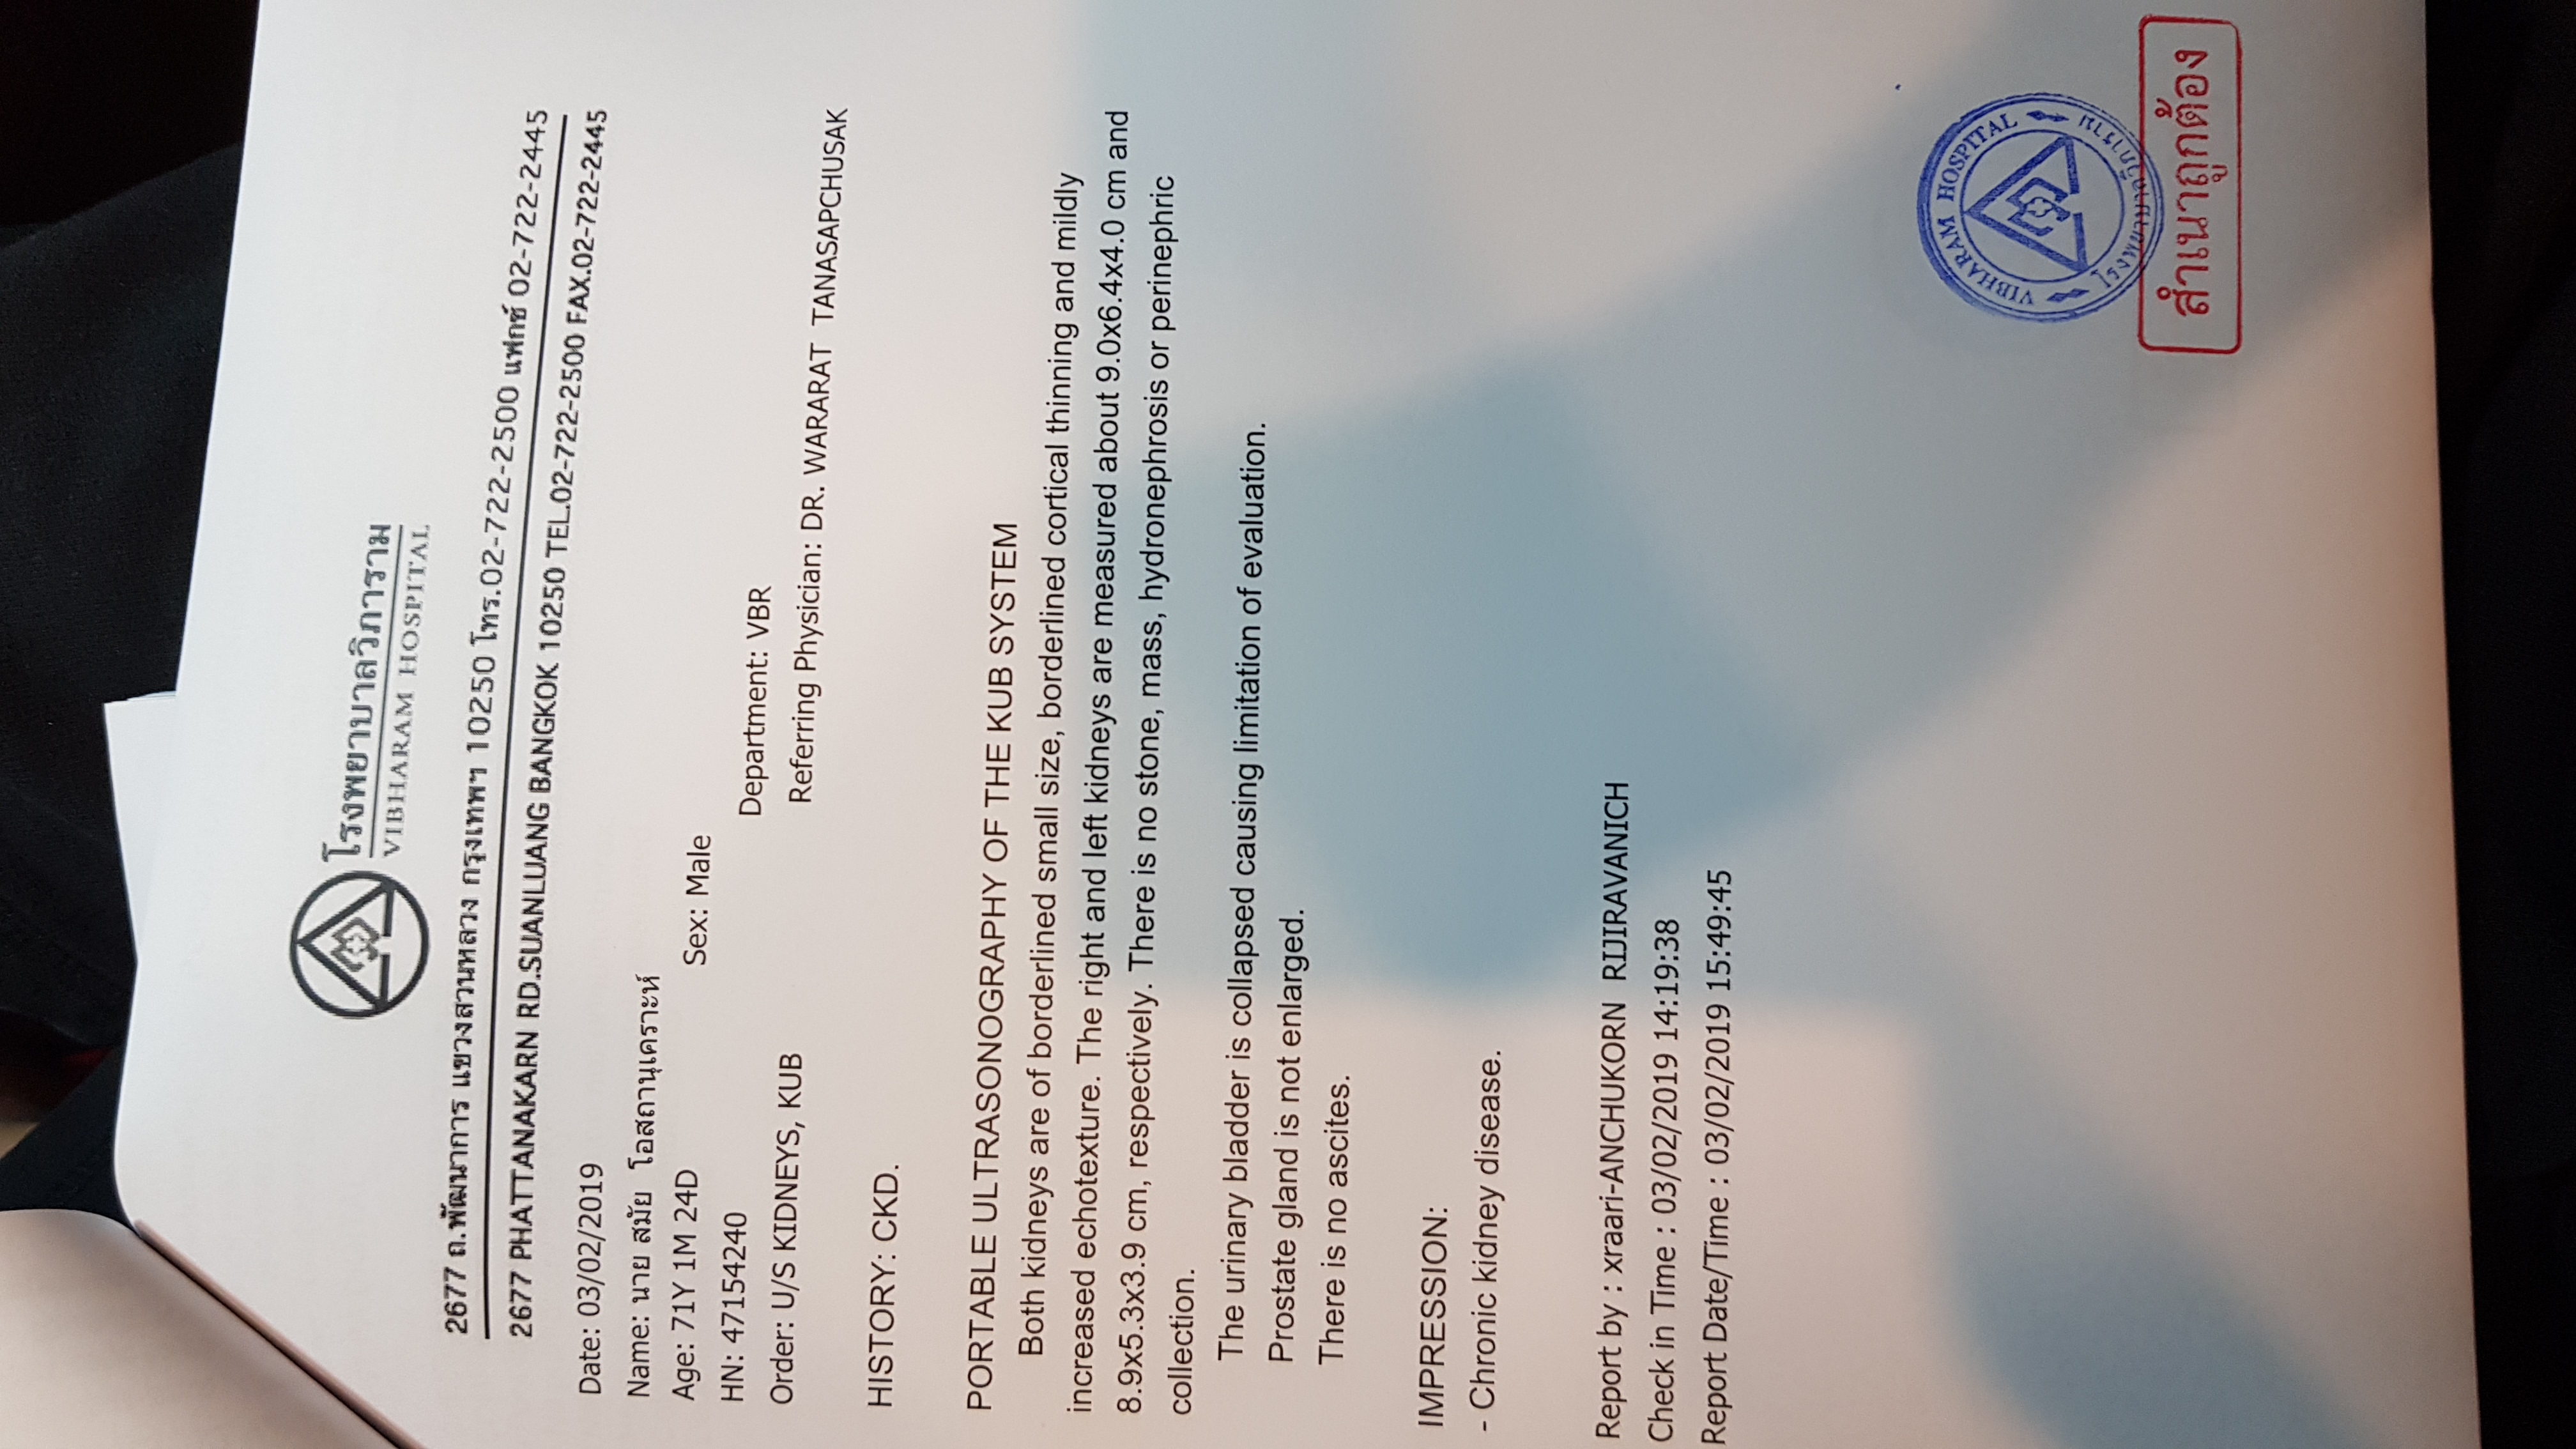 โรงพยาบาลวิภาราม
VIBHARAM HOSPITAL
2677 ถ.พัฒนาการ แขวงสวนหลวง กรุงเทพฯ 10250 โทร.02-722-2500 แฟกซ์ 02-722-2445
2677 PHATTANAKARN RD.SUANLUANG BANGKOK 10250 TEL.02-722-2500 FAX.02-722-2445
Date: 03/02/2019
Name: นาย สมัย โอสถานุเคราะห์
Age: 71Y 1M 24D Sex: Male
HN: 47154240 Department: VBR
Order: U/S KIDNEYS, KUB Referring Physician: DR. WARARAT TANASAPCHUSAK
HISTORY: CKD.
PORTABLE ULTRASONOGRAPHY OF THE KUB SYSTEM
Both kidneys are of borderlined small size, borderlined cortical thinning and mildly
increased echotexture. The right and left kidneys are measured about 9.0x6.4x4.0 cm and
8.9x5.3x3.9 cm, respectively. There is no stone, mass, hydronephrosis or perinephric
collection.
The urinary bladder is collapsed causing limitation of evaluation.
Prostate gland is not enlarged.
There is no ascites.
IMPRESSION:
- Chronic kidney disease.
Report by : xraari-ANCHUKORN RIJIRAVANICH
Check in Time : 03/02/2019 14:19:38
Report Date/Time : 03/02/2019 15:49:45
VIBHARAM HOSPITAL
โรงพยาบาลวิภาราม
สำเนาถูกต้อง